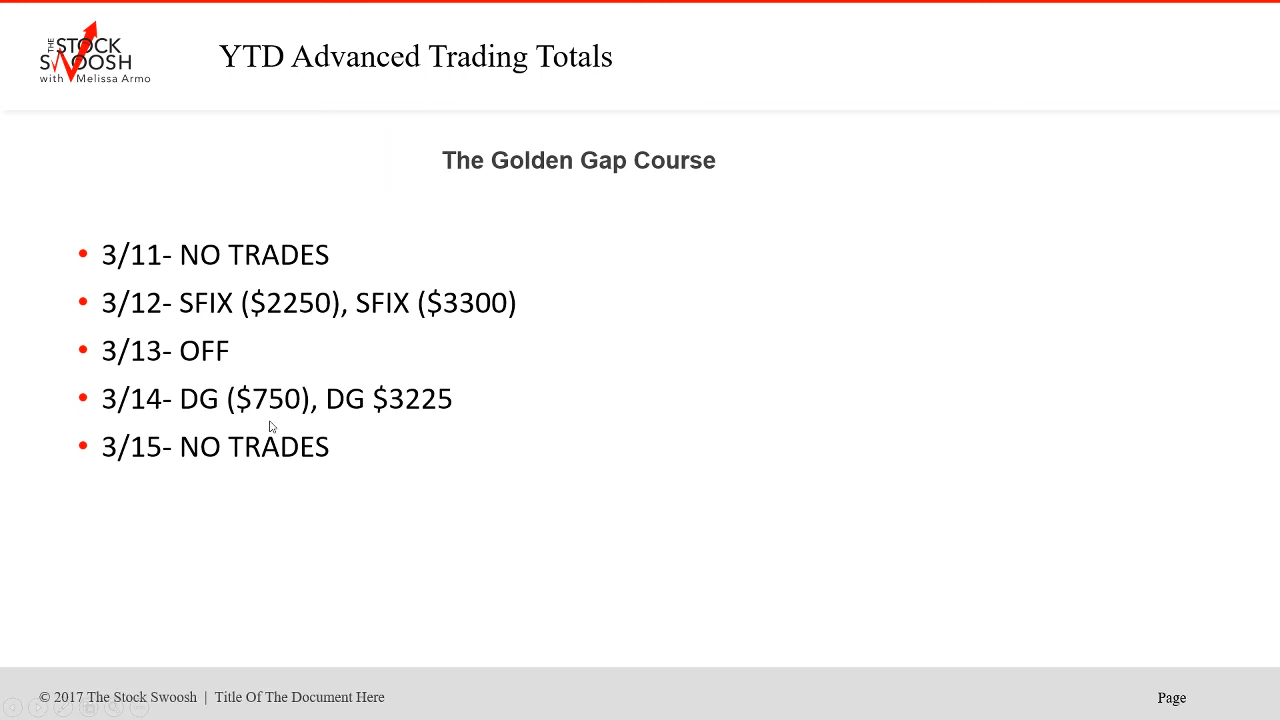 THE STOCK
SWOOSH
with Melissa Armo
YTD Advanced Trading Totals
The Golden Gap Course
• 3/11- NO TRADES
• 3/12- SFIX ($2250), SFIX ($3300)
• 3/13- OFF
• 3/14- DG ($750), DG $3225
• 3/15- NO TRADES
© 2017 The Stock Swoosh | Title Of The Document Here
Page